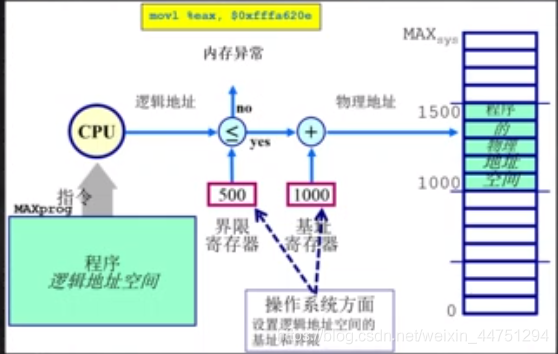 movl %eax, $0xfffa620e
MAXsys
内存异常
逻辑地址
no
物理地址
1500
程序
的
物理
地址
空间
CPU
≤
yes
+
指令
500
1000
1000
MAXprog
界限
寄存器
基址
寄存器
程序
逻辑地址空间
操作系统方面
设置逻辑地址空间的
基址和界限
0
blog.csdn.net/weixin_44751294